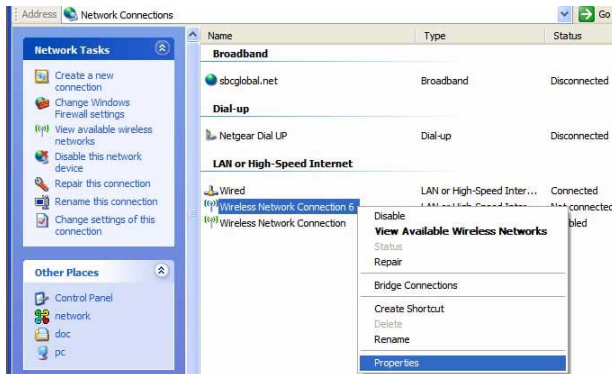 Address Network Connections Go
Network Tasks
Create a new
connection
Change Windows
Firewall settings
View available wireless
networks
Disable this network
device
Repair this connection
Rename this connection
Change settings of this
connection
Other Places
Control Panel
network
doc
pc
Name Type Status
Broadband
sbcglobal.net Broadband Disconnected
Dial-up
Netgear Dial UP Dial-up Disconnected
LAN or High-Speed Internet
Wired LAN or High-Speed Inter... Connected
Wireless Network Connection 6 connected
Wireless Network Connection
Disable
View Available Wireless Networks
Status
Repair
Bridge Connections
Create Shortcut
Delete
Rename
Properties